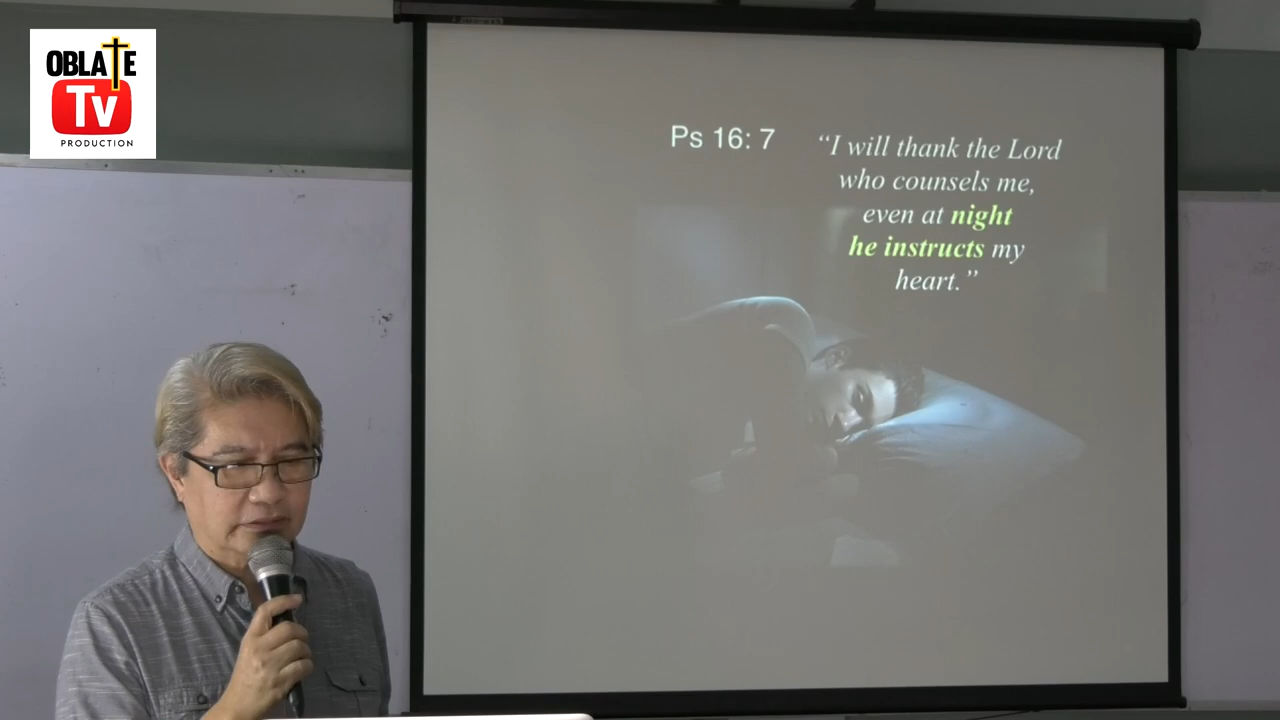 OBLATE
TV
PRODUCTION
Ps 16: 7
“I will thank the Lord
who counsels me,
even at night
he instructs my
heart.”